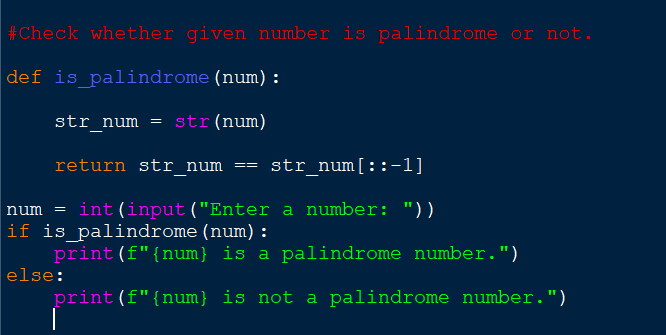 #Check whether given number is palindrome or not.
def is_palindrome(num):
    str_num = str(num)
    return str_num == str_num[::-1]
num = int(input("Enter a number: "))
if is_palindrome(num):
    print(f"{num} is a palindrome number.")
else:
    print(f"{num} is not a palindrome number.")